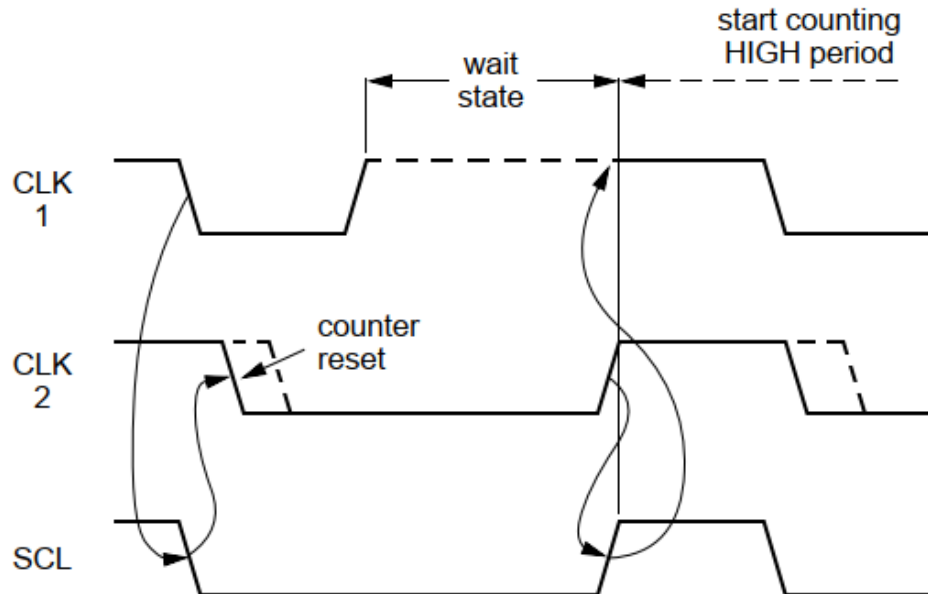 start counting
HIGH period
wait
state
CLK
1
counter
reset
CLK
2
SCL